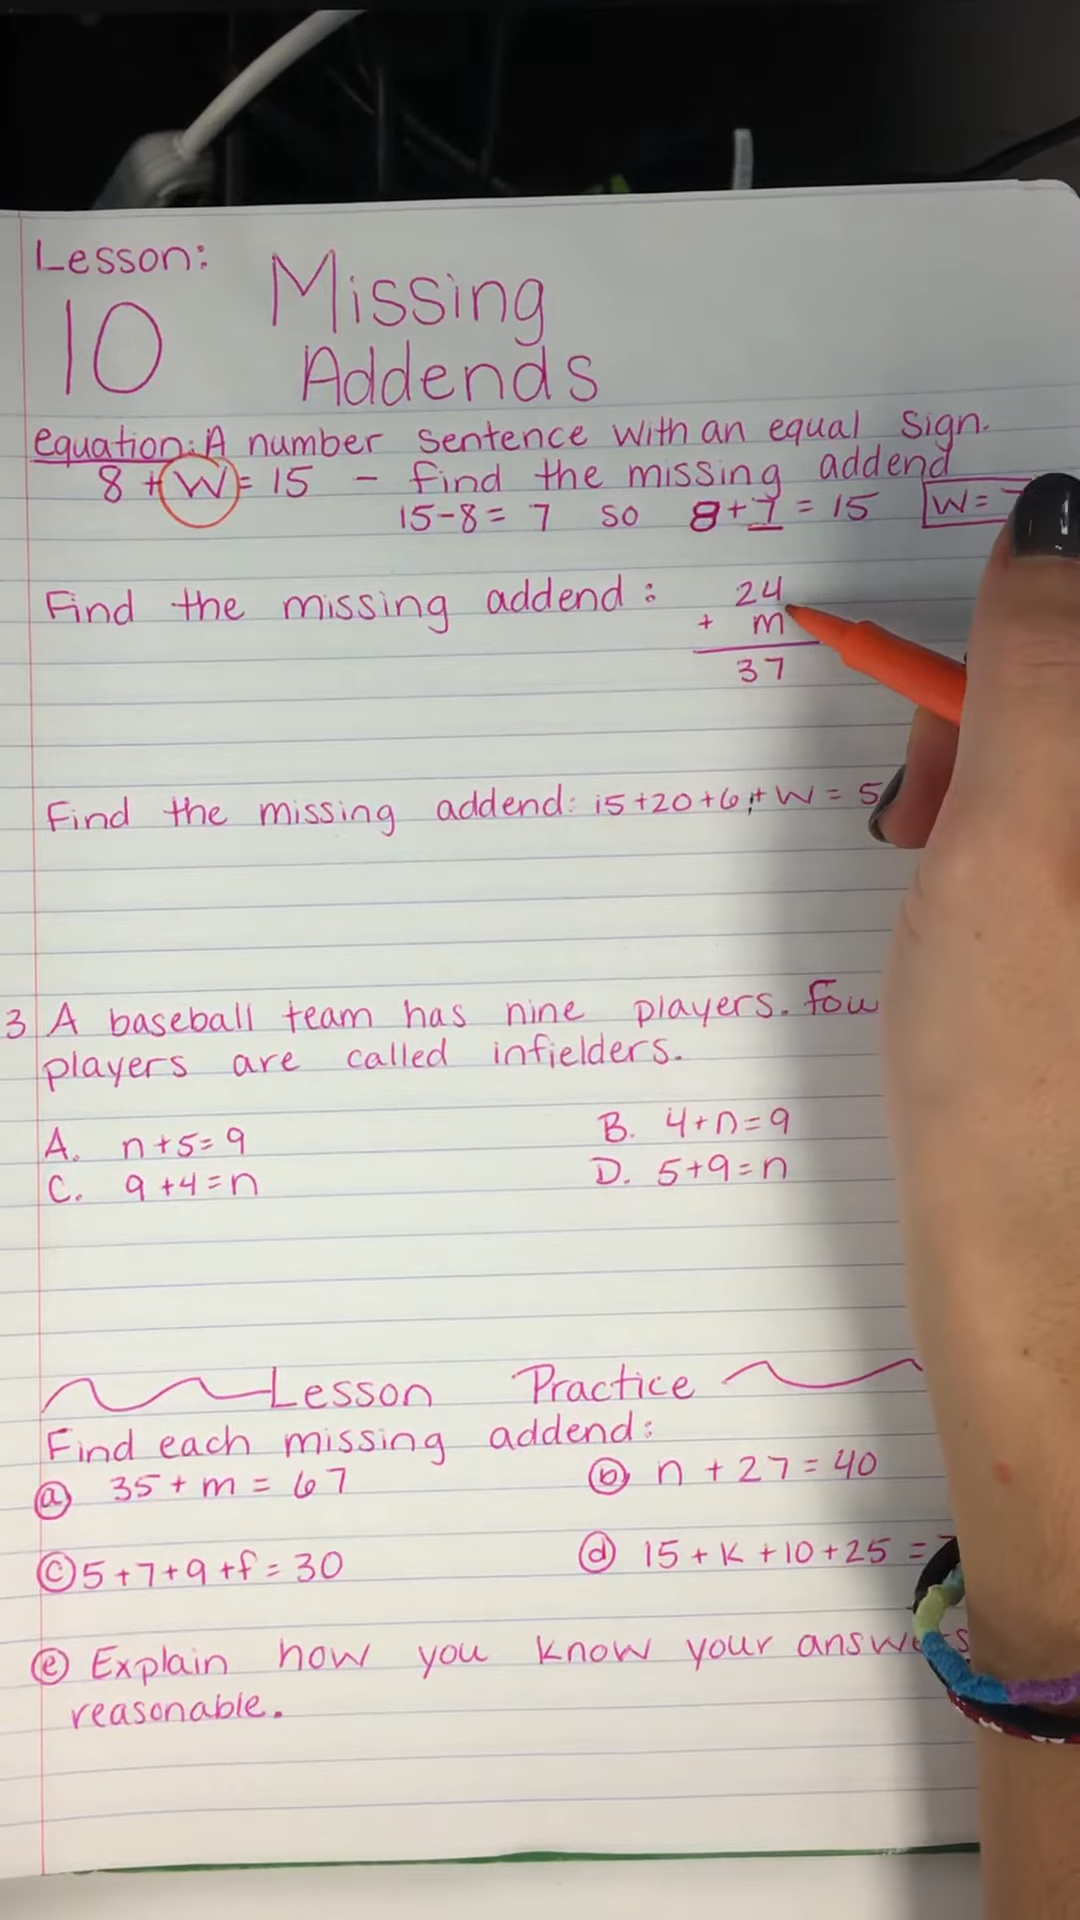 Lesson:
10
Missing
Addends
equation: A number sentence with an equal sign.
8 + W = 15 - find the missing addend
15-8= 7 so 8+7 = 15 W=
Find the missing addend: 24
+ m
37
Find the missing addend: 15+20+6+ W = 5
3 A baseball team has nine players. Fou
players are called infielders.
A. n+5=9 B. 4+n=9
C. 9+4=n D. 5+9=n
Lesson Practice
Find each missing addend:
(a) 35 + m = 67 (b) n + 27 = 40
(c) 5+7+9+f= 30 (d) 15 + K +10+25 =
(e) Explain how you know your answers
reasonable.